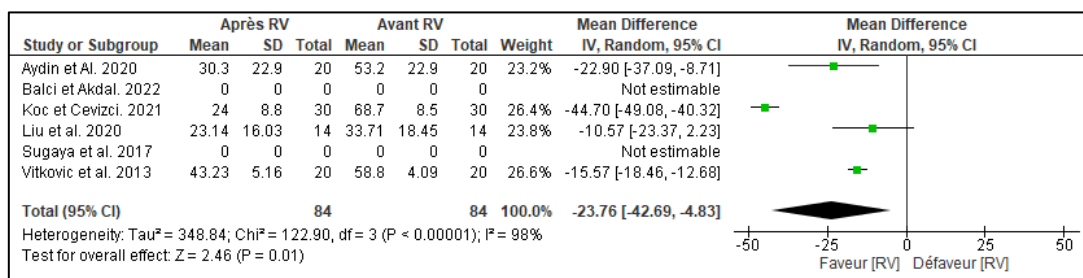 Après RV Avant RV Mean Difference Mean Difference
Study or Subgroup Mean SD Total Mean SD Total Weight IV, Random, 95% CI IV, Random, 95% CI
Aydin et Al. 2020 30.3 22.9 20 53.2 22.9 20 23.2% -22.90 [-37.09, -8.71]
Balci et Akdal. 2022 0 0 0 0 0 0 Not estimable
Koc et Cevizci. 2021 24 8.8 30 68.7 8.5 30 26.4% -44.70 [-49.08, -40.32]
Liu et al. 2020 23.14 16.03 14 33.71 18.45 14 23.8% -10.57 [-23.37, 2.23]
Sugaya et al. 2017 0 0 0 0 0 0 Not estimable
Vitkovic et al. 2013 43.23 5.16 20 58.8 4.09 20 26.6% -15.57 [-18.46, -12.68]
Total (95% CI) 84 84 100.0% -23.76 [-42.69, -4.83]
Heterogeneity: Tau² = 348.84; Chi² = 122.90, df = 3 (P < 0.00001); I² = 98%
Test for overall effect: Z = 2.46 (P = 0.01)
-50 -25 0 25 50
Faveur [RV] Défaveur [RV]